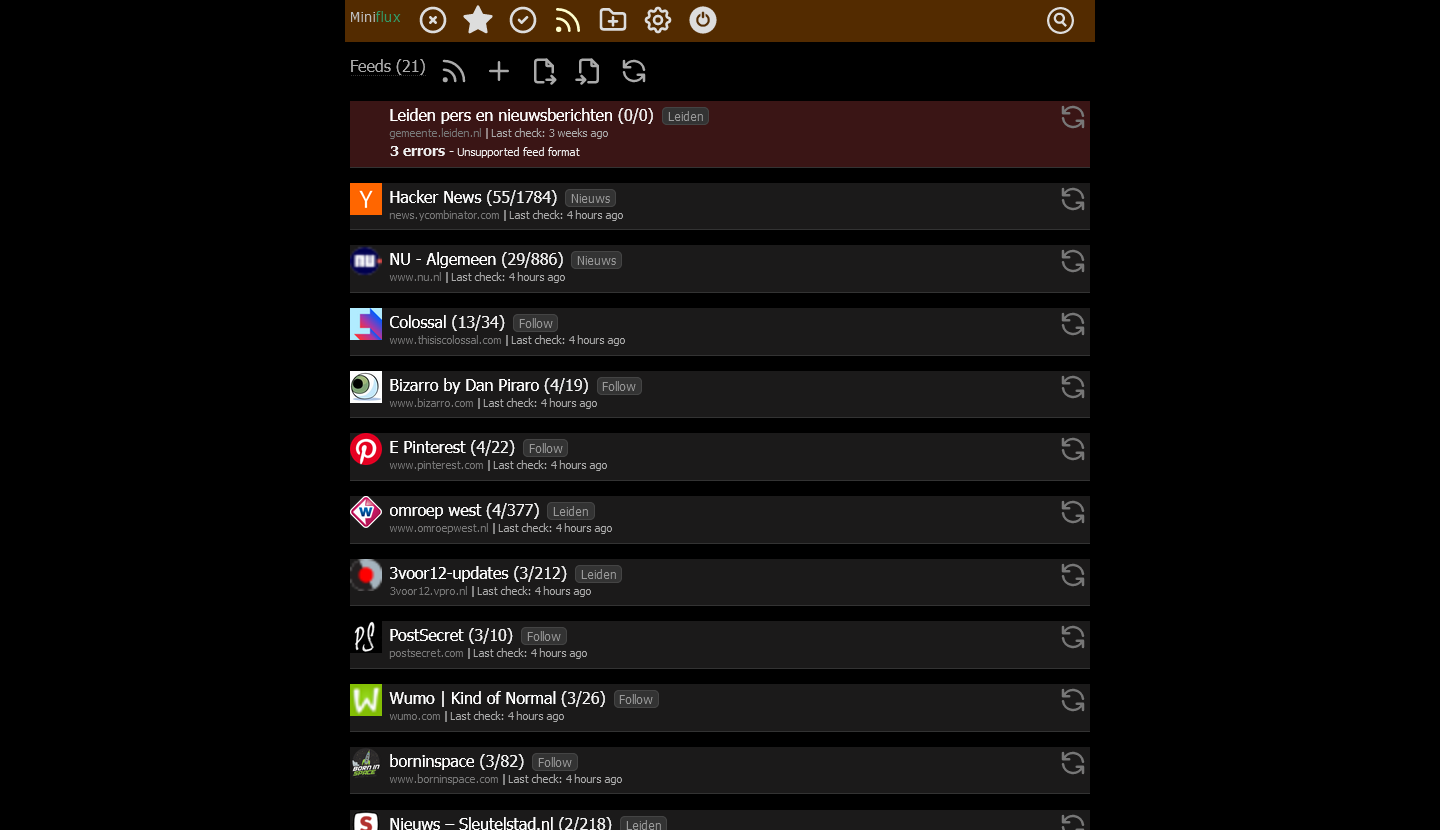 Miniflux
Feeds (21)
Leiden pers en nieuwsberichten (0/0) Leiden
gemeente.leiden.nl | Last check: 3 weeks ago
3 errors - Unsupported feed format
Y
Hacker News (55/1784) Nieuws
news.ycombinator.com | Last check: 4 hours ago
nu
NU - Algemeen (29/886) Nieuws
www.nu.nl | Last check: 4 hours ago
Colossal (13/34) Follow
www.thisiscolossal.com | Last check: 4 hours ago
Bizarro by Dan Piraro (4/19) Follow
www.bizarro.com | Last check: 4 hours ago
E Pinterest (4/22) Follow
www.pinterest.com | Last check: 4 hours ago
W
omroep west (4/377) Leiden
www.omroepwest.nl | Last check: 4 hours ago
3voor12-updates (3/212) Leiden
3voor12.vpro.nl | Last check: 4 hours ago
PS
PostSecret (3/10) Follow
postsecret.com | Last check: 4 hours ago
W
Wumo | Kind of Normal (3/26) Follow
wumo.com | Last check: 4 hours ago
BORN IN SPACE
borninspace (3/82) Follow
www.borninspace.com | Last check: 4 hours ago
S
Nieuws – Sleutelstad.nl (2/218) Leiden